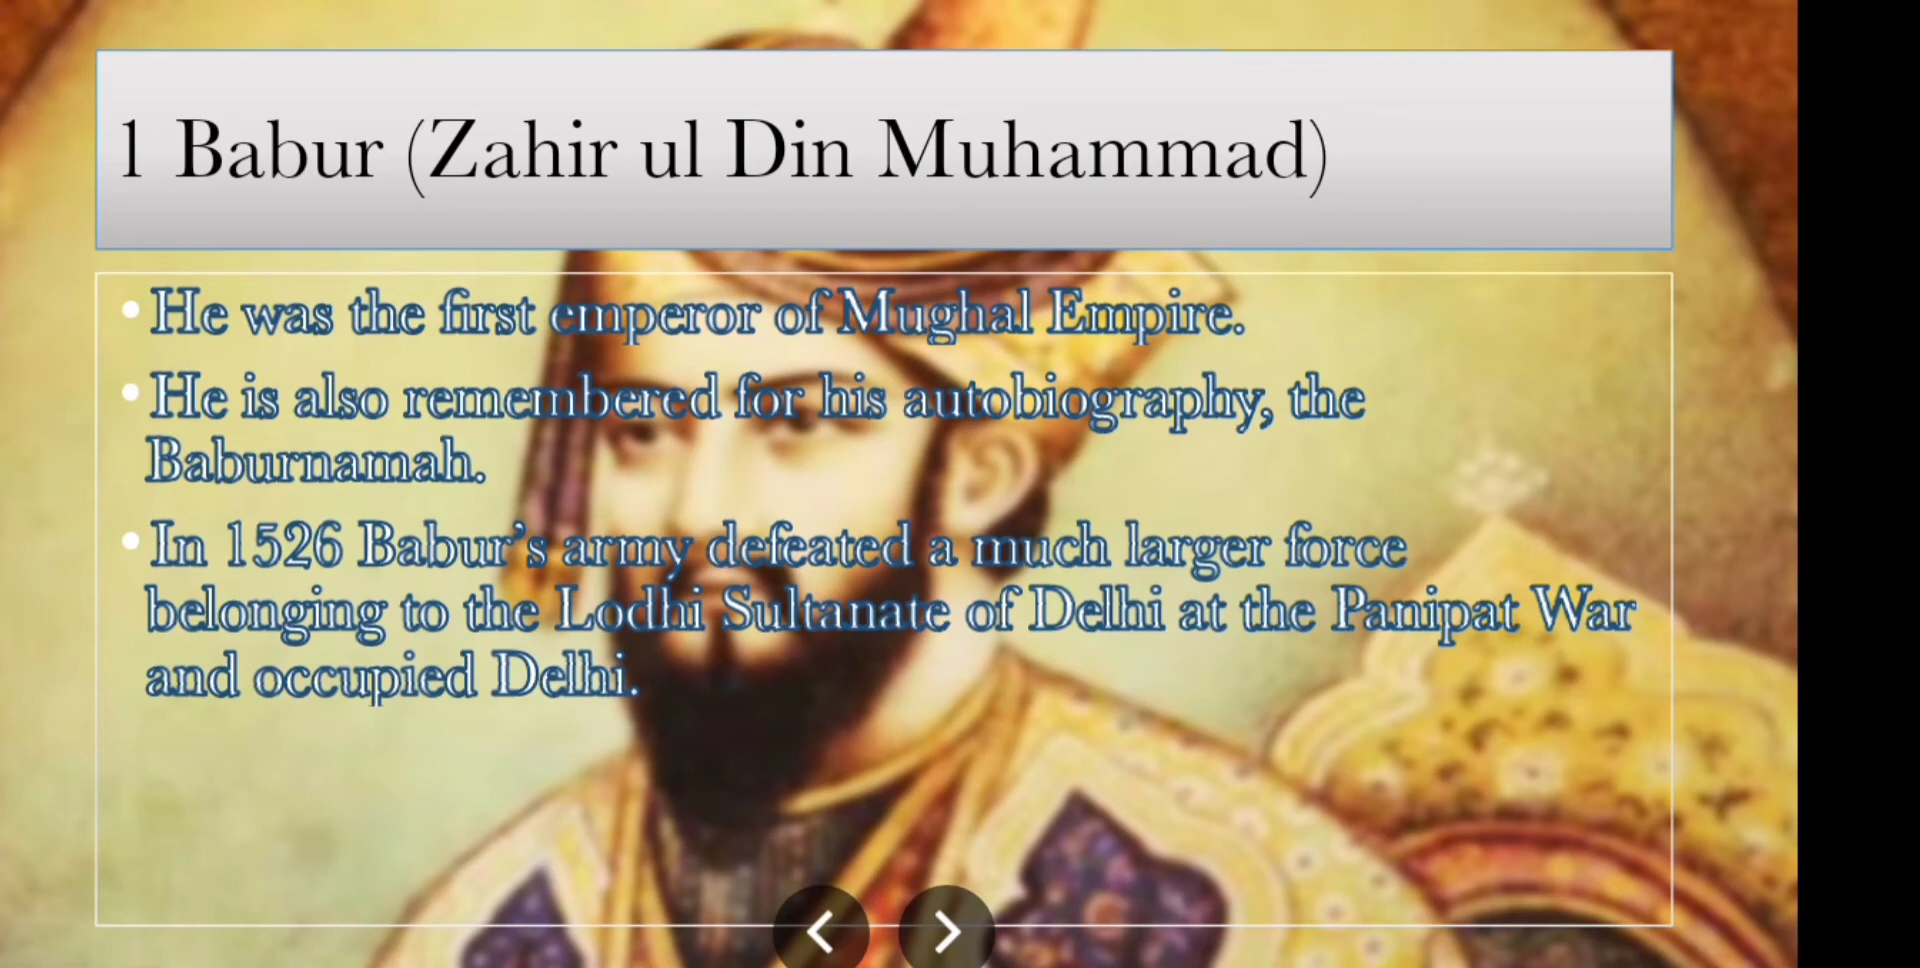 1 Babur (Zahir ul Din Muhammad)
• He was the first emperor of Mughal Empire.
• He is also remembered for his autobiography, the
Baburnamah.
• In 1526 Babur's army defeated a much larger force
belonging to the Lodhi Sultanate of Delhi at the Panipat War
and occupied Delhi.